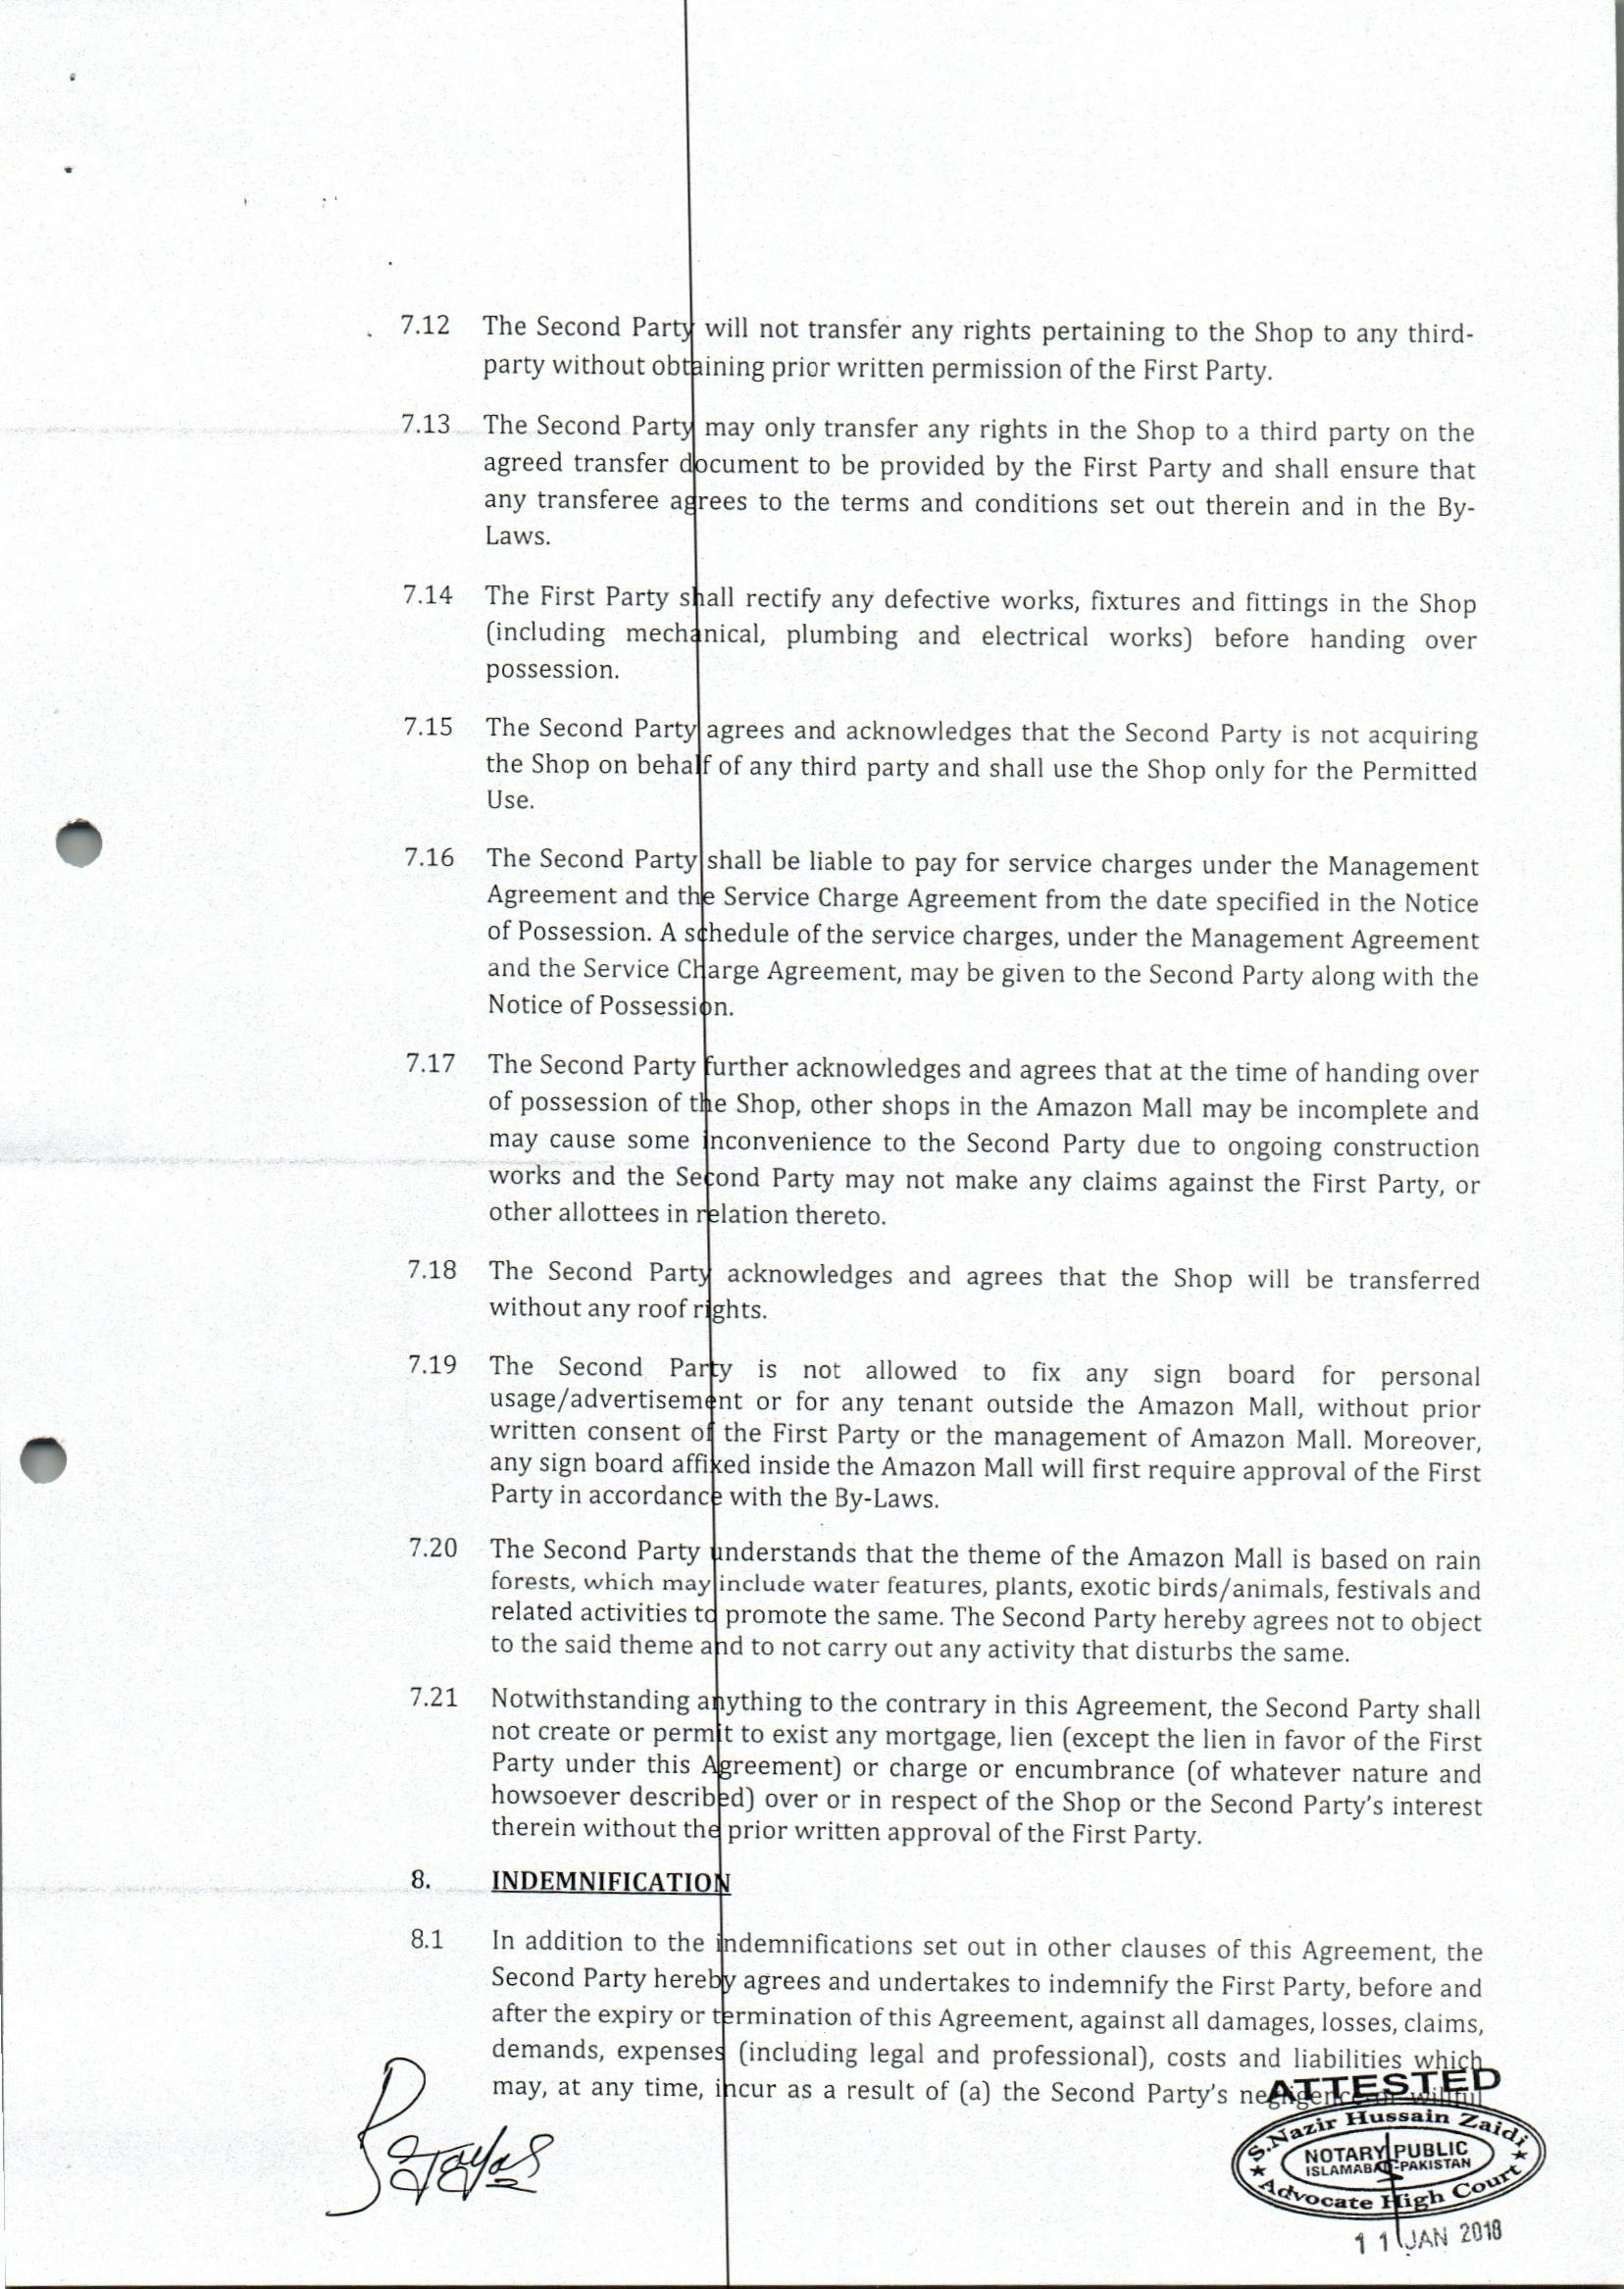 7.12 The Second Party will not transfer any rights pertaining to the Shop to any third-
party without obtaining prior written permission of the First Party.
7.13 The Second Party may only transfer any rights in the Shop to a third party on the
agreed transfer document to be provided by the First Party and shall ensure that
any transferee agrees to the terms and conditions set out therein and in the By-
Laws.
7.14 The First Party shall rectify any defective works, fixtures and fittings in the Shop
(including mechanical, plumbing and electrical works) before handing over
possession.
7.15 The Second Party agrees and acknowledges that the Second Party is not acquiring
the Shop on behalf of any third party and shall use the Shop only for the Permitted
Use.
7.16 The Second Party shall be liable to pay for service charges under the Management
Agreement and the Service Charge Agreement from the date specified in the Notice
of Possession. A schedule of the service charges, under the Management Agreement
and the Service Charge Agreement, may be given to the Second Party along with the
Notice of Possession.
7.17 The Second Party further acknowledges and agrees that at the time of handing over
of possession of the Shop, other shops in the Amazon Mall may be incomplete and
may cause some inconvenience to the Second Party due to ongoing construction
works and the Second Party may not make any claims against the First Party, or
other allottees in relation thereto.
7.18 The Second Party acknowledges and agrees that the Shop will be transferred
without any roof rights.
7.19 The Second Party is not allowed to fix any sign board for personal
usage/advertisement or for any tenant outside the Amazon Mall, without prior
written consent of the First Party or the management of Amazon Mall. Moreover,
any sign board affixed inside the Amazon Mall will first require approval of the First
Party in accordance with the By-Laws.
7.20 The Second Party understands that the theme of the Amazon Mall is based on rain
forests, which may include water features, plants, exotic birds/animals, festivals and
related activities to promote the same. The Second Party hereby agrees not to object
to the said theme and to not carry out any activity that disturbs the same.
7.21 Notwithstanding anything to the contrary in this Agreement, the Second Party shall
not create or permit to exist any mortgage, lien (except the lien in favor of the First
Party under this Agreement) or charge or encumbrance (of whatever nature and
howsoever described) over or in respect of the Shop or the Second Party's interest
therein without the prior written approval of the First Party.
8. INDEMNIFICATION
8.1 In addition to the indemnifications set out in other clauses of this Agreement, the
Second Party hereby agrees and undertakes to indemnify the First Party, before and
after the expiry or termination of this Agreement, against all damages, losses, claims,
demands, expenses (including legal and professional), costs and liabilities which
may, at any time, incur as a result of (a) the Second Party's negligence or willful
ATTESTED
S.Nazir Hussain Zaidi
NOTARY PUBLIC
ISLAMABAD-PAKISTAN
Advocate High Court
11 JAN 2018